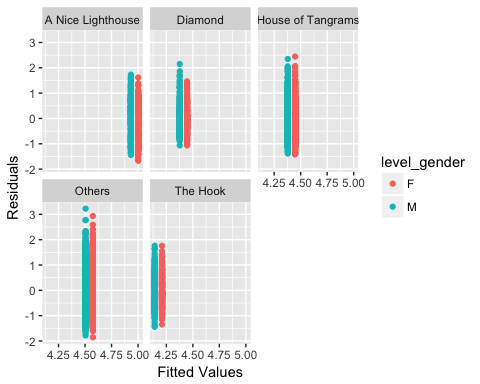 A Nice Lighthouse
Diamond
House of Tangrams
3
2
1
0
-1
-2
4.25 4.50 4.75 5.00
Residuals
level_gender
F
M
Others
The Hook
3
2
1
0
-1
-2
4.25 4.50 4.75 5.00
4.25 4.50 4.75 5.00
Fitted Values